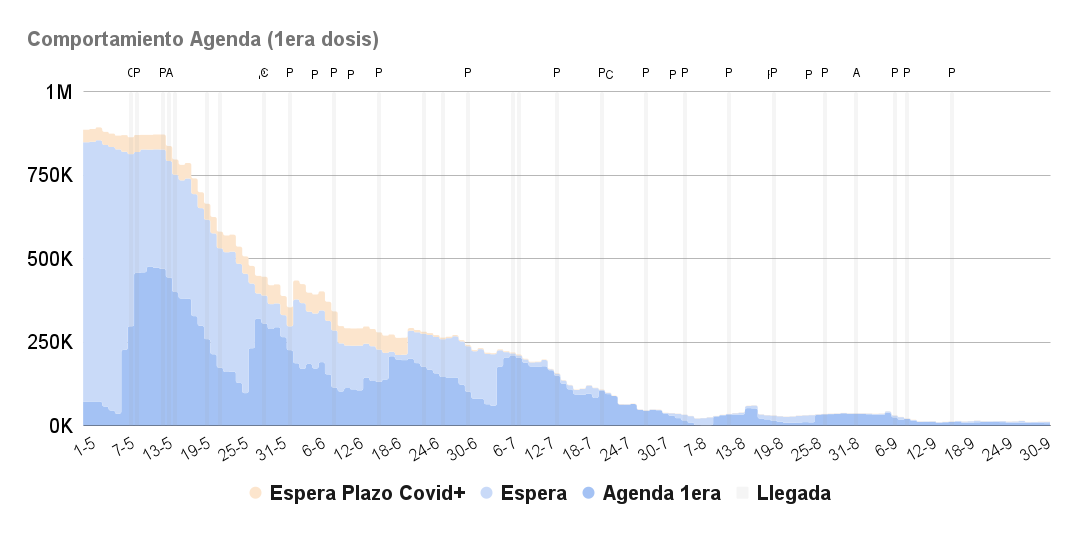 Comportamiento Agenda (1era dosis)
P PA C P P P P P P P PC P P P P P P P A P P P
1M
750K
500K
250K
0K
1-5 7-5 13-5 19-5 25-5 31-5 6-6 12-6 18-6 24-6 30-6 6-7 12-7 18-7 24-7 30-7 7-8 13-8 19-8 25-8 31-8 6-9 12-9 18-9 24-9 30-9
Espera Plazo Covid+ Espera Agenda 1era Llegada